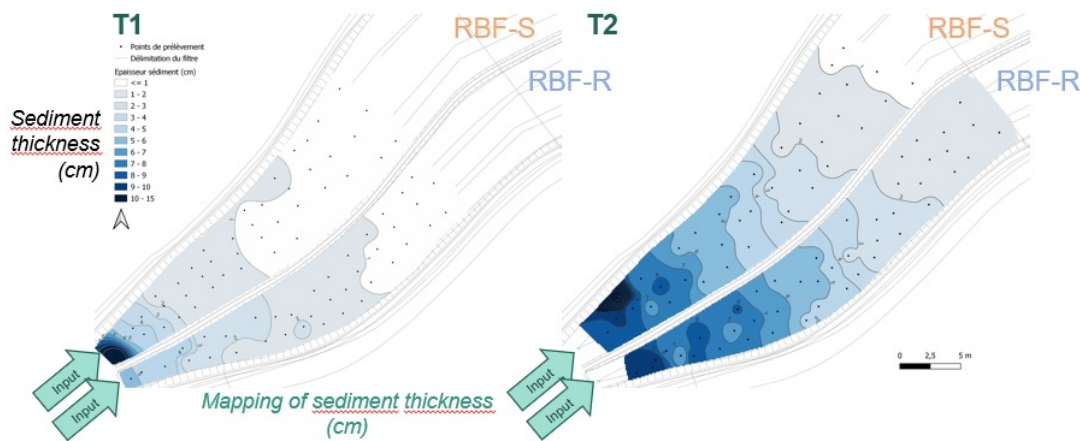 T1
Points de prélèvement
Délimitation du filtre
Epaisseur sédiment (cm)
<= 1
1 - 2
2 - 3
3 - 4
4 - 5
5 - 6
6 - 7
7 - 8
8 - 9
9 - 10
10 - 15
Sediment
thickness
(cm)
RBF-S
RBF-R
Input
Input
Mapping of sediment thickness
(cm)
T2
RBF-S
RBF-R
Input
Input
0 2,5 5 m